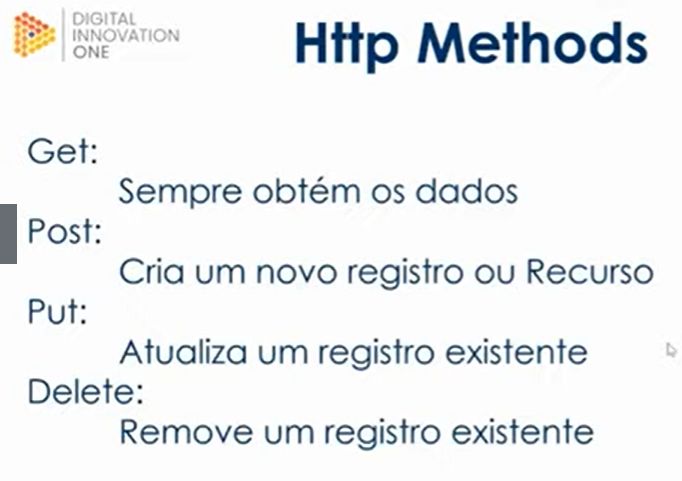 DIGITAL
INNOVATION
ONE
Http Methods
Get:
Sempre obtém os dados
Post:
Cria um novo registro ou Recurso
Put:
Atualiza um registro existente
Delete:
Remove um registro existente